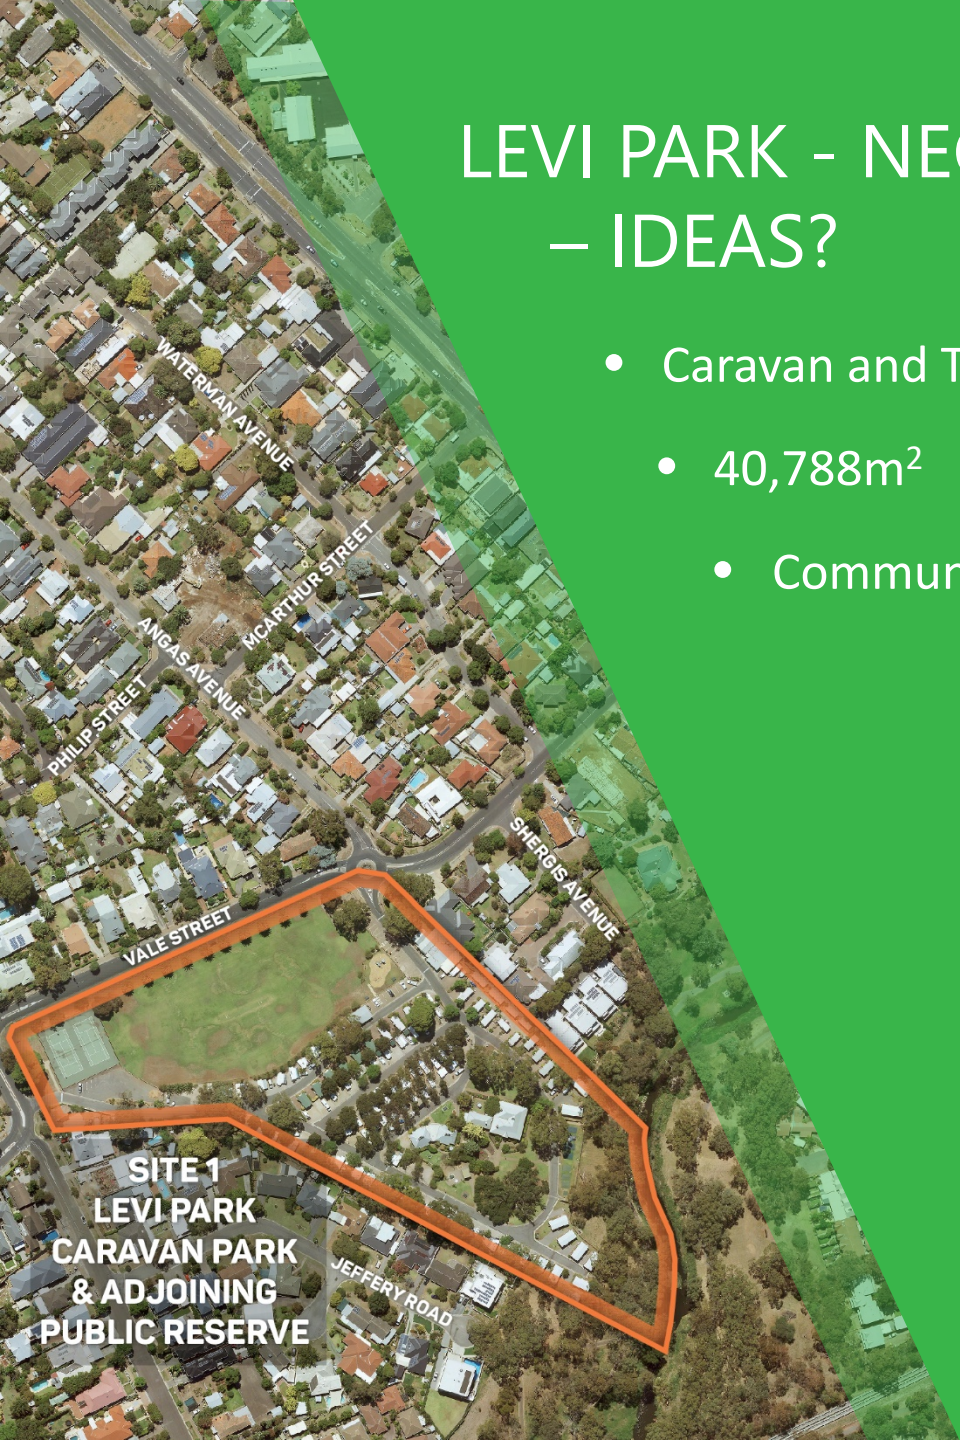 LEVI PARK - NE
– IDEAS?
• Caravan and T
• 40,788m²
• Commun
WATERMAN AVENUE
MCARTHUR STREET
ANGAS AVENUE
PHILIP STREET
SHERGIS AVENUE
VALE STREET
SITE 1
LEVI PARK
CARAVAN PARK
& ADJOINING
PUBLIC RESERVE
JEFFERY ROAD